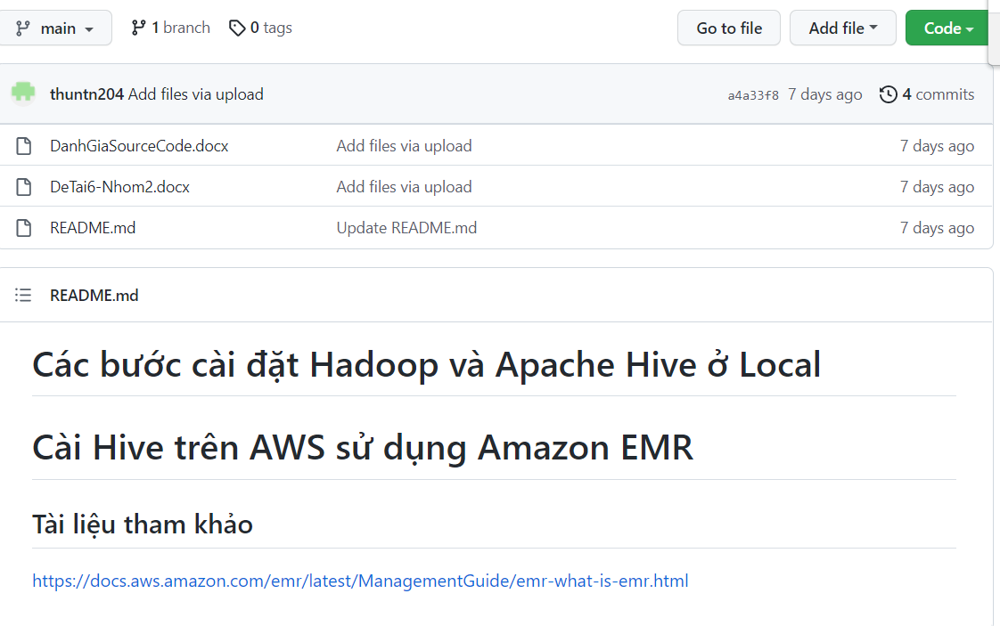 main 1 branch 0 tags Go to file Add file Code
thuntn204 Add files via upload a4a33f8 7 days ago 4 commits
DanhGiaSourceCode.docx Add files via upload 7 days ago
DeTai6-Nhom2.docx Add files via upload 7 days ago
README.md Update README.md 7 days ago
README.md
Các bước cài đặt Hadoop và Apache Hive ở Local
Cài Hive trên AWS sử dụng Amazon EMR
Tài liệu tham khảo
https://docs.aws.amazon.com/emr/latest/ManagementGuide/emr-what-is-emr.html